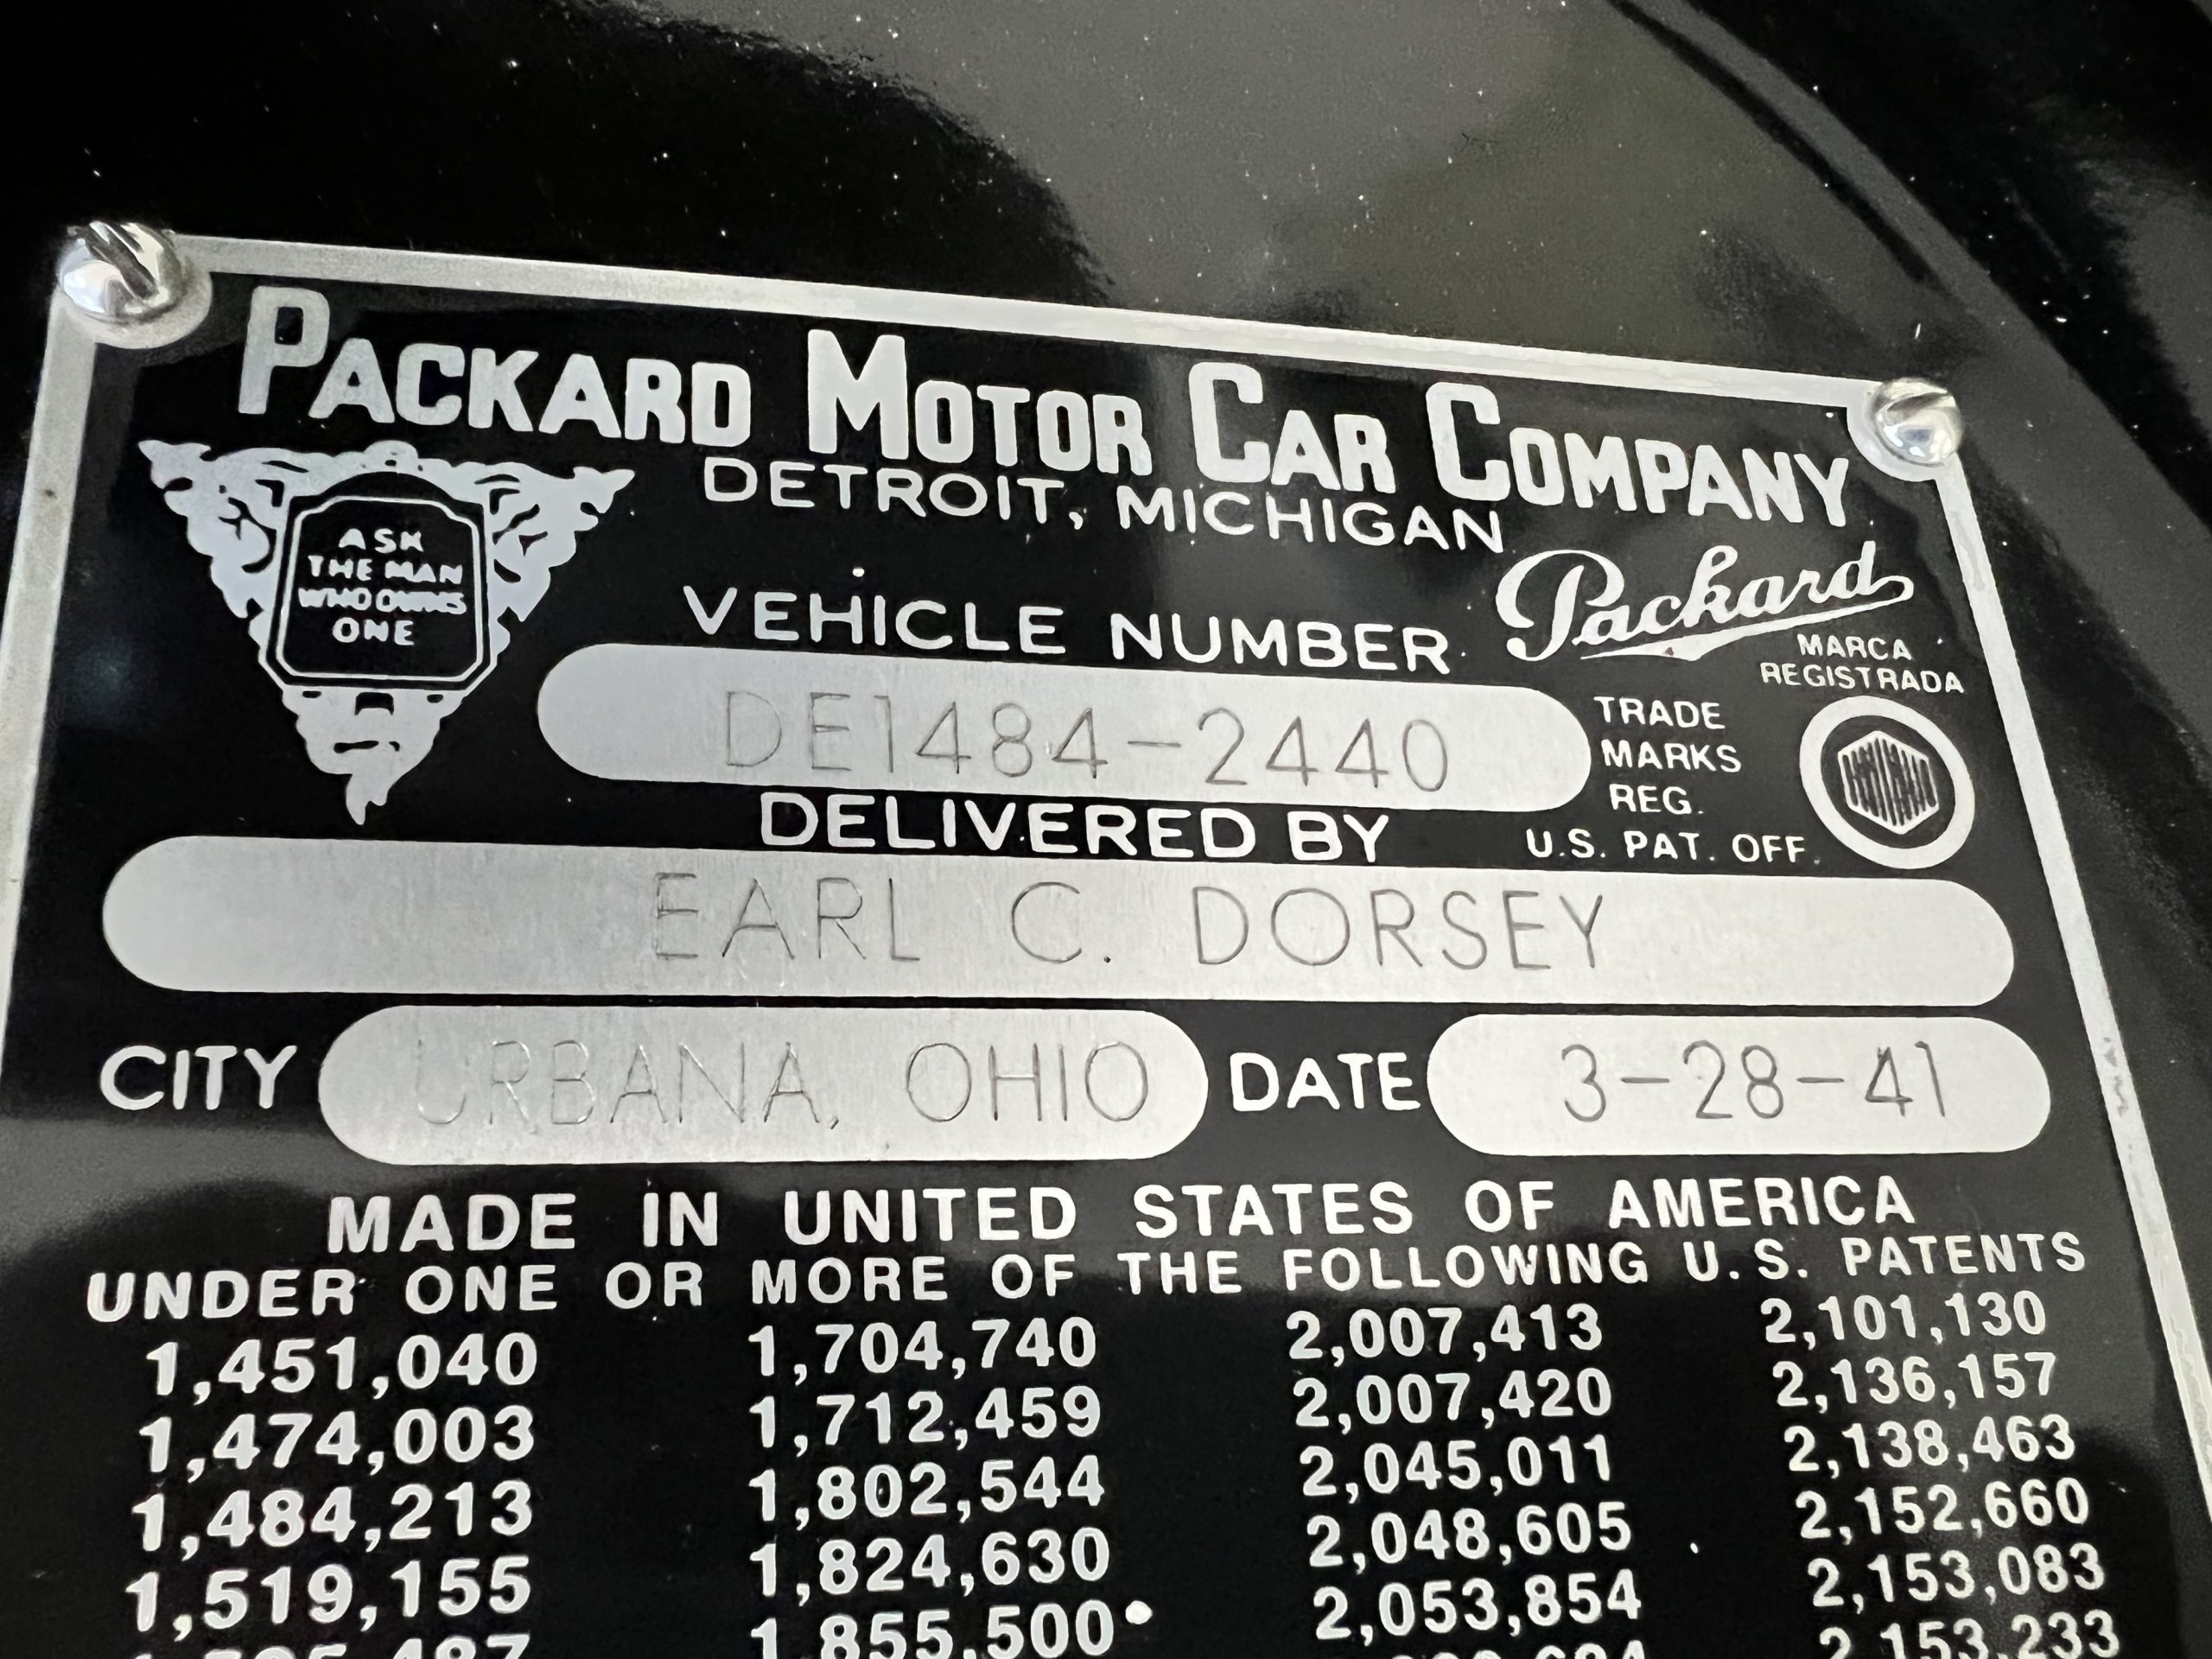 PACKARD MOTOR CAR COMPANY
DETROIT, MICHIGAN
ASK
THE MAN
WHO OWNS
ONE
VEHICLE NUMBER
Packard
MARCA
REGISTRADA
DE1484-2440
TRADE
MARKS
REG.
U.S. PAT. OFF.
DELIVERED BY
EARL C. DORSEY
CITY URBANA, OHIO DATE 3-28-41
MADE IN UNITED STATES OF AMERICA
UNDER ONE OR MORE OF THE FOLLOWING U.S. PATENTS
1,451,040 1,704,740 2,007,413 2,101,130
1,474,003 1,712,459 2,007,420 2,136,157
1,484,213 1,802,544 2,045,011 2,138,463
1,519,155 1,824,630 2,048,605 2,152,660
1,855,500 2,053,854 2,153,083
2,153,233